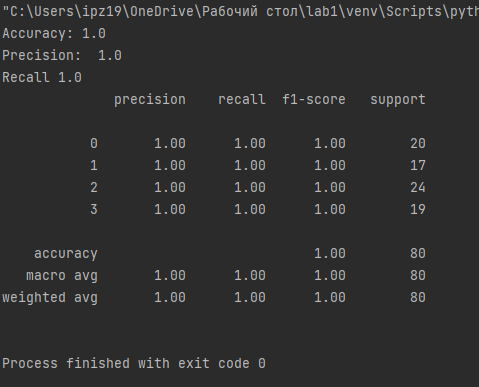 "C:\Users\ipz19\OneDrive\Рабочий стол\lab1\venv\Scripts\pyth
Accuracy: 1.0
Precision:  1.0
Recall 1.0
              precision    recall  f1-score   support

           0       1.00      1.00      1.00        20
           1       1.00      1.00      1.00        17
           2       1.00      1.00      1.00        24
           3       1.00      1.00      1.00        19

    accuracy                           1.00        80
   macro avg       1.00      1.00      1.00        80
weighted avg       1.00      1.00      1.00        80

Process finished with exit code 0